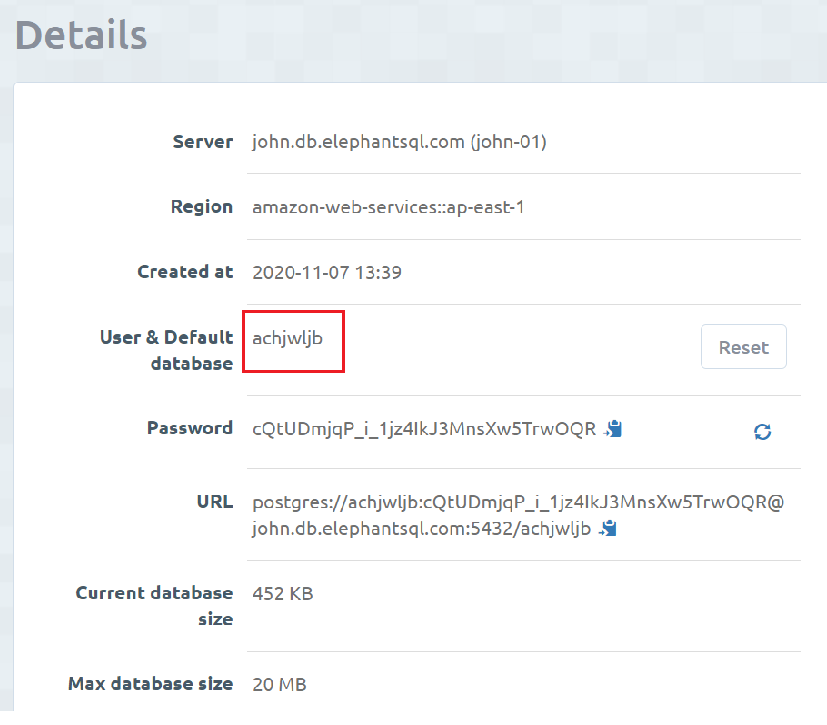 Details
Server john.db.elephantsql.com (john-01)
Region amazon-web-services::ap-east-1
Created at 2020-11-07 13:39
User & Default database
achjwljb
Reset
Password cQtUDmjqP_i_1jz4IkJ3MnsXw5TrwOQR
URL postgres://achjwljb:cQtUDmjqP_i_1jz4IkJ3MnsXw5TrwOQR@
john.db.elephantsql.com:5432/achjwljb
Current database size
452 KB
Max database size 20 MB